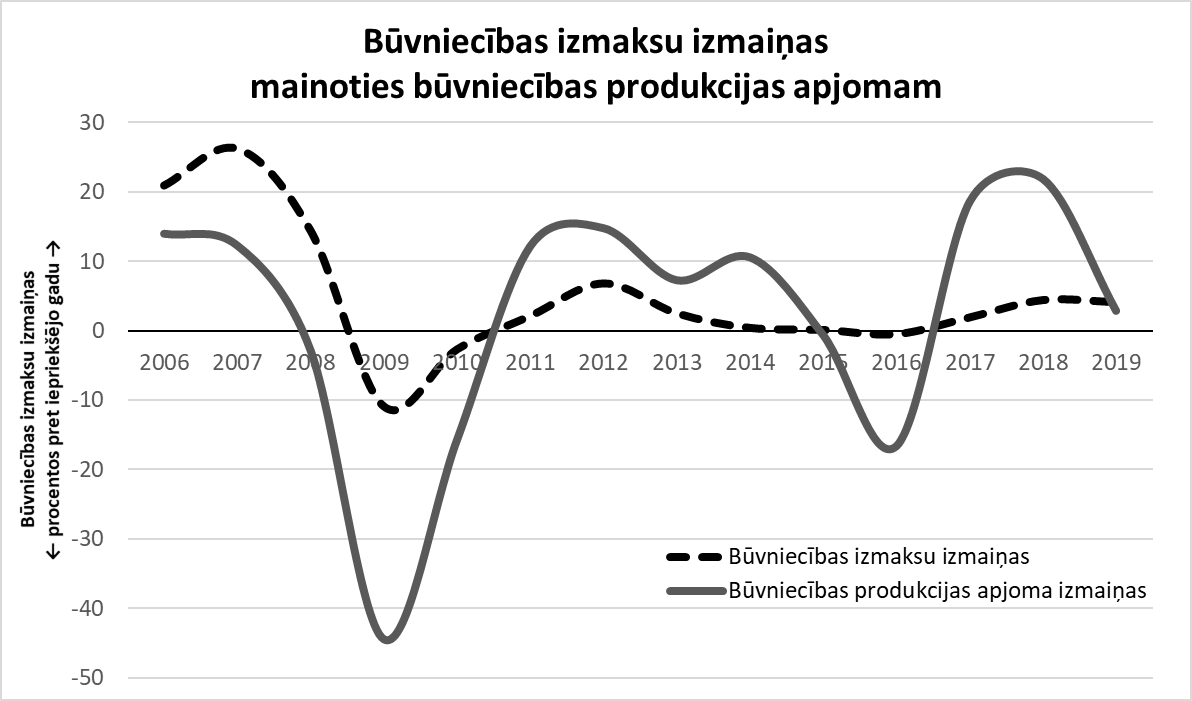 Būvniecības izmaksu izmaiņas
mainoties būvniecības produkcijas apjomam
Būvniecības izmaksu izmaiņas
← procentos pret iepriekšējo gadu →
30
20
10
0
-10
-20
-30
-40
-50
2006 2007 2008 2009 2010 2011 2012 2013 2014 2015 2016 2017 2018 2019
Būvniecības izmaksu izmaiņas
Būvniecības produkcijas apjoma izmaiņas